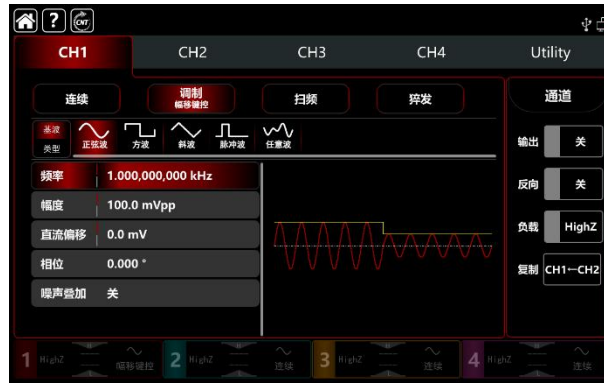 ? CNT
CH1 CH2 CH3 CH4 Utility
连续 调制 扫频 猝发 通道
幅移键控
基波 类型 正弦波 方波 斜波 脉冲波 任意波
输出 关
频率 1.000,000,000 kHz
反向 关
幅度 100.0 mVpp
直流偏移 0.0 mV
负载 HighZ
相位 0.000 °
复制 CH1←CH2
噪声叠加 关
1 HighZ 幅移键控 2 HighZ 连续 3 HighZ 连续 4 HighZ 连续